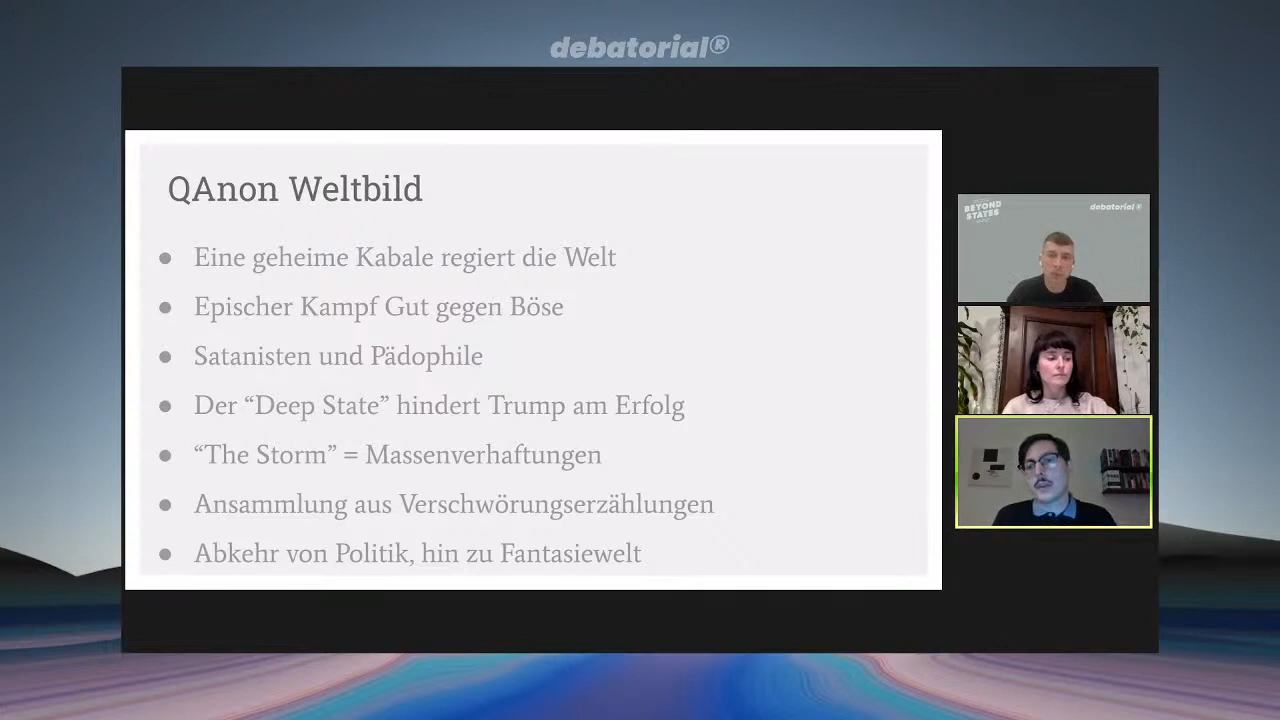 debatorial®
QAnon Weltbild
● Eine geheime Kabale regiert die Welt
● Epischer Kampf Gut gegen Böse
● Satanisten und Pädophile
● Der “Deep State” hindert Trump am Erfolg
● “The Storm” = Massenverhaftungen
● Ansammlung aus Verschwörungserzählungen
● Abkehr von Politik, hin zu Fantasiewelt
BEYOND
STATES
debatorial®